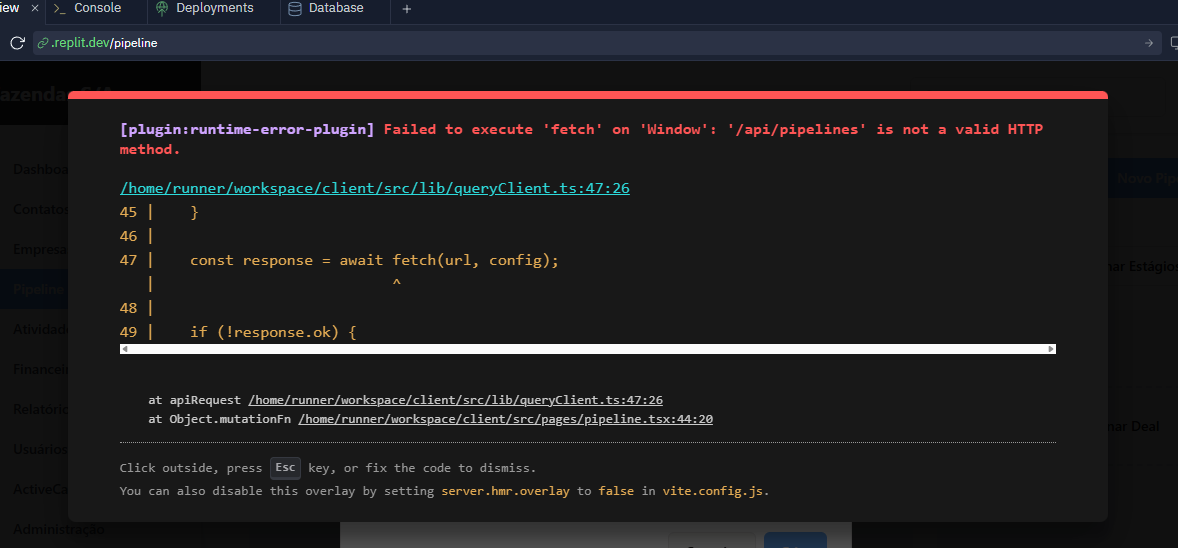 iew × >_ Console Deployments Database +
.replit.dev/pipeline
azenda
[plugin:runtime-error-plugin] Failed to execute 'fetch' on 'Window': '/api/pipelines' is not a valid HTTP
method.
Dashboa
/home/runner/workspace/client/src/lib/queryClient.ts:47:26
Novo Pip
45 | }
Contatos
46 |
Empresa
47 | const response = await fetch(url, config);
nar Estágios
| ^
Pipeline
48 |
49 | if (!response.ok) {
Atividade
Financei
at apiRequest /home/runner/workspace/client/src/lib/queryClient.ts:47:26
Relatório
at Object.mutationFn /home/runner/workspace/client/src/pages/pipeline.tsx:44:20
nar Deal
Usuários
Click outside, press Esc key, or fix the code to dismiss.
You can also disable this overlay by setting server.hmr.overlay to false in vite.config.js.
ActiveCa
Administração